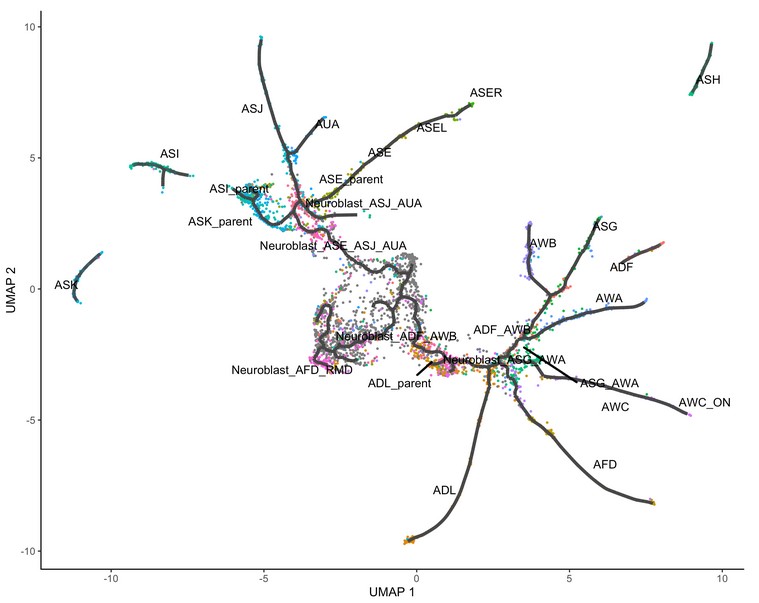 10
ASH
ASER
ASJ
AUA
ASEL
5
ASI
ASE
ASE_parent
ASI_parent
Neuroblast_ASJ_AUA
ASK_parent
ASG
Neuroblast_ASE_ASJ_AUA
AWB
ADF
ASK
UMAP 2
0
AWA
ADF_AWB
Neuroblast_ADF_AWB
Neuroblast_ASG_AWA
Neuroblast_AFD_RMD
ADL_parent
ASG_AWA
AWC_ON
AWC
-5
AFD
ADL
-10
-10
-5
0
5
10
UMAP 1